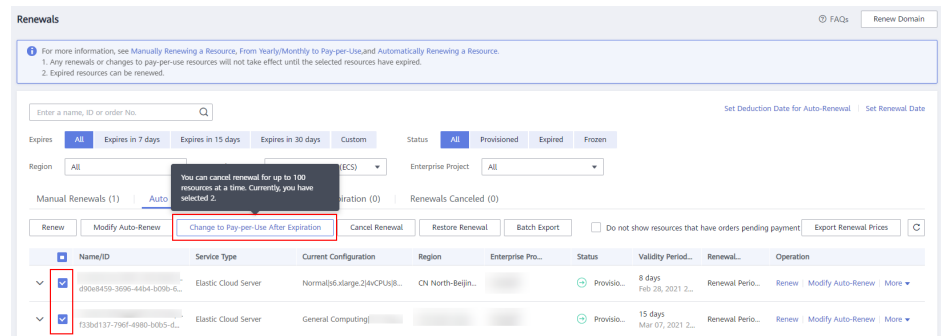 Renewals
FAQs
Renew Domain
For more information, see Manually Renewing a Resource, From Yearly/Monthly to Pay-per-Use,and Automatically Renewing a Resource.
1. Any renewals or changes to pay-per-use resources will not take effect until the selected resources have expired.
2. Expired resources can be renewed.
Enter a name, ID or order No.
Set Deduction Date for Auto-Renewal
Set Renewal Date
Expires All Expires in 7 days Expires in 15 days Expires in 30 days Custom Status All Provisioned Expired Frozen
Region All (ECS) Enterprise Project All
You can cancel renewal for up to 100
resources at a time. Currently, you have
selected 2.
Manual Renewals (1) Auto iration (0) Renewals Canceled (0)
Renew Modify Auto-Renew Change to Pay-per-Use After Expiration Cancel Renewal Restore Renewal Batch Export Do not show resources that have orders pending payment Export Renewal Prices
Name/ID Service Type Current Configuration Region Enterprise Pro... Status Validity Period... Renewal... Operation
d90e8459-3696-44b4-b09b-6... Elastic Cloud Server Normal|s6.xlarge.2|4vCPUs|8... CN North-Beijin... Provisio... 8 days Renewal Perio... Renew Modify Auto-Renew More
Feb 28, 2021 2...
f33bd137-796f-4980-b0b5-d... Elastic Cloud Server General Computing| Provisio... 15 days Renewal Perio... Renew Modify Auto-Renew More
Mar 07, 2021 2...